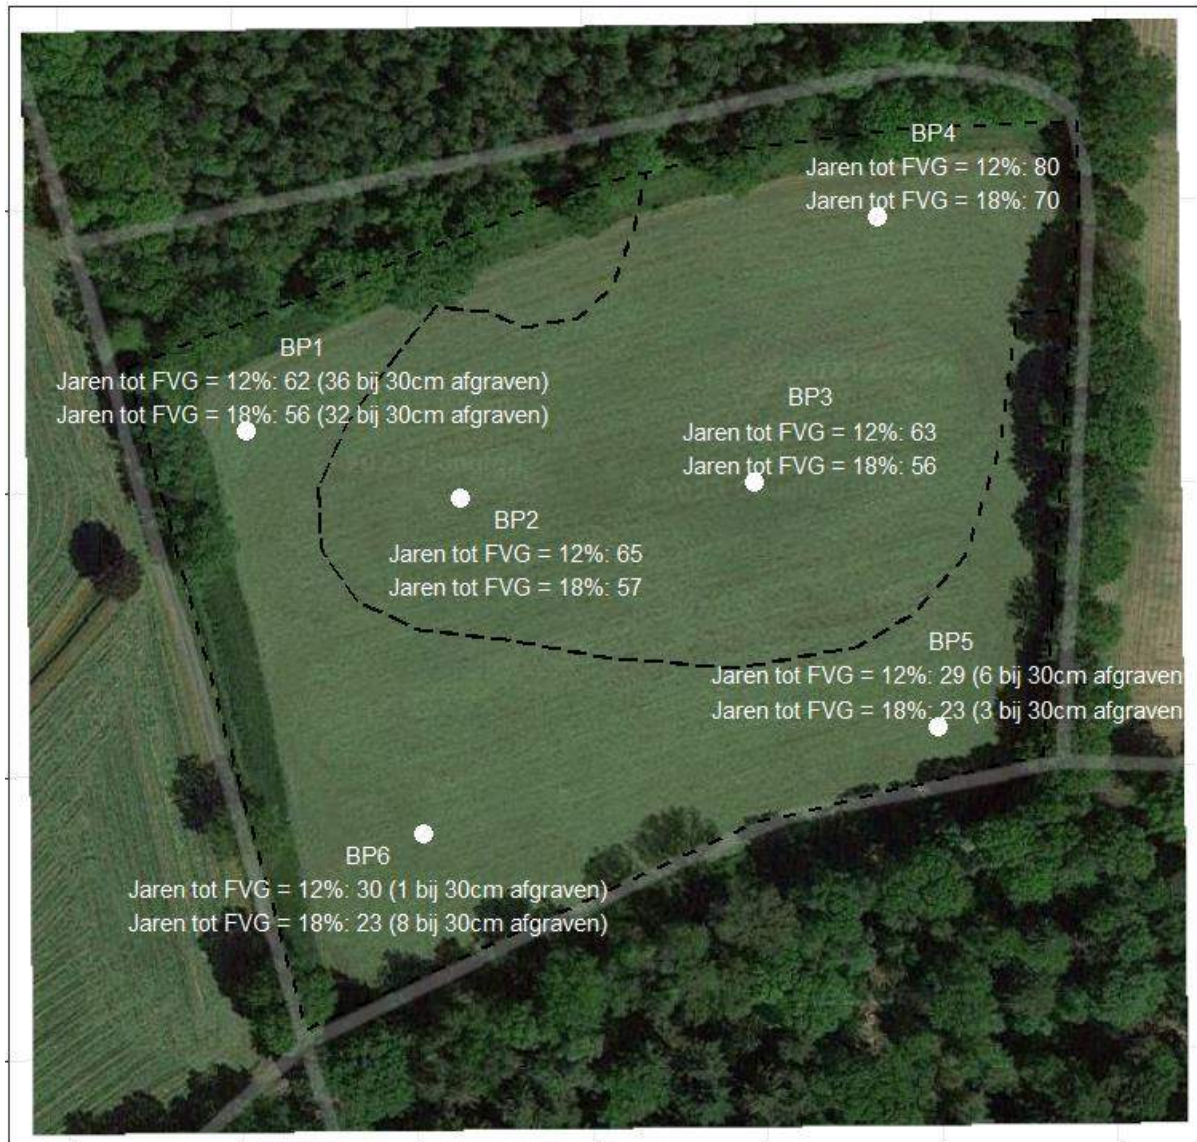 BP4
Jaren tot FVG = 12%: 80
Jaren tot FVG = 18%: 70
BP1
Jaren tot FVG = 12%: 62 (36 bij 30cm afgraven)
Jaren tot FVG = 18%: 56 (32 bij 30cm afgraven)
BP3
Jaren tot FVG = 12%: 63
Jaren tot FVG = 18%: 56
BP2
Jaren tot FVG = 12%: 65
Jaren tot FVG = 18%: 57
BP5
Jaren tot FVG = 12%: 29 (6 bij 30cm afgraven
Jaren tot FVG = 18%: 23 (3 bij 30cm afgraven
BP6
Jaren tot FVG = 12%: 30 (1 bij 30cm afgraven)
Jaren tot FVG = 18%: 23 (8 bij 30cm afgraven)